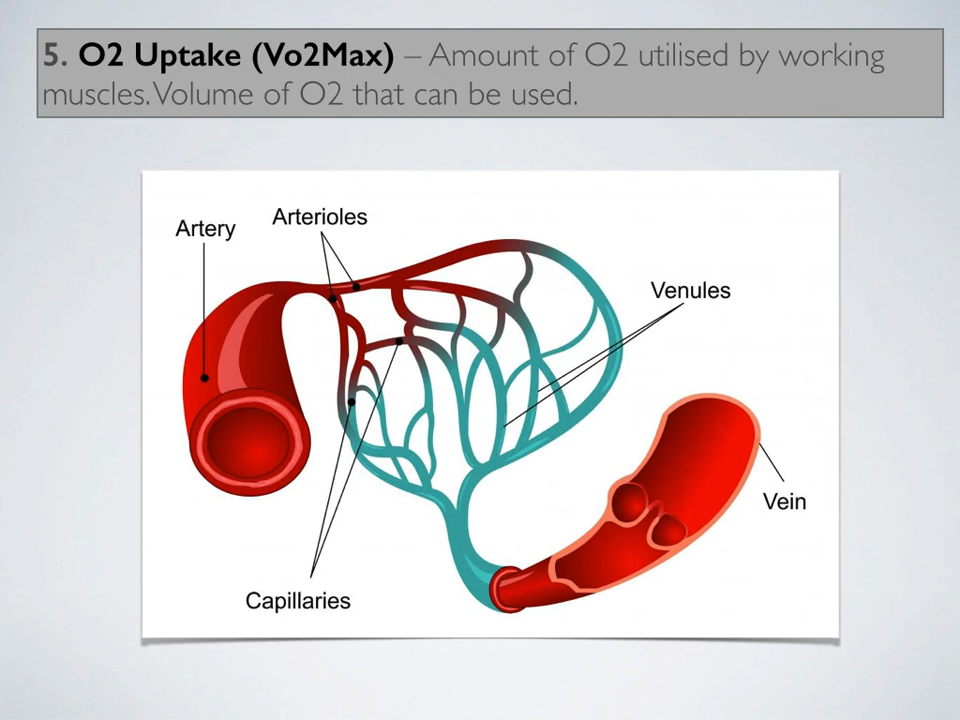 5. O2 Uptake (Vo2Max) – Amount of O2 utilised by working
muscles. Volume of O2 that can be used.
Arterioles
Artery
Venules
Vein
Capillaries